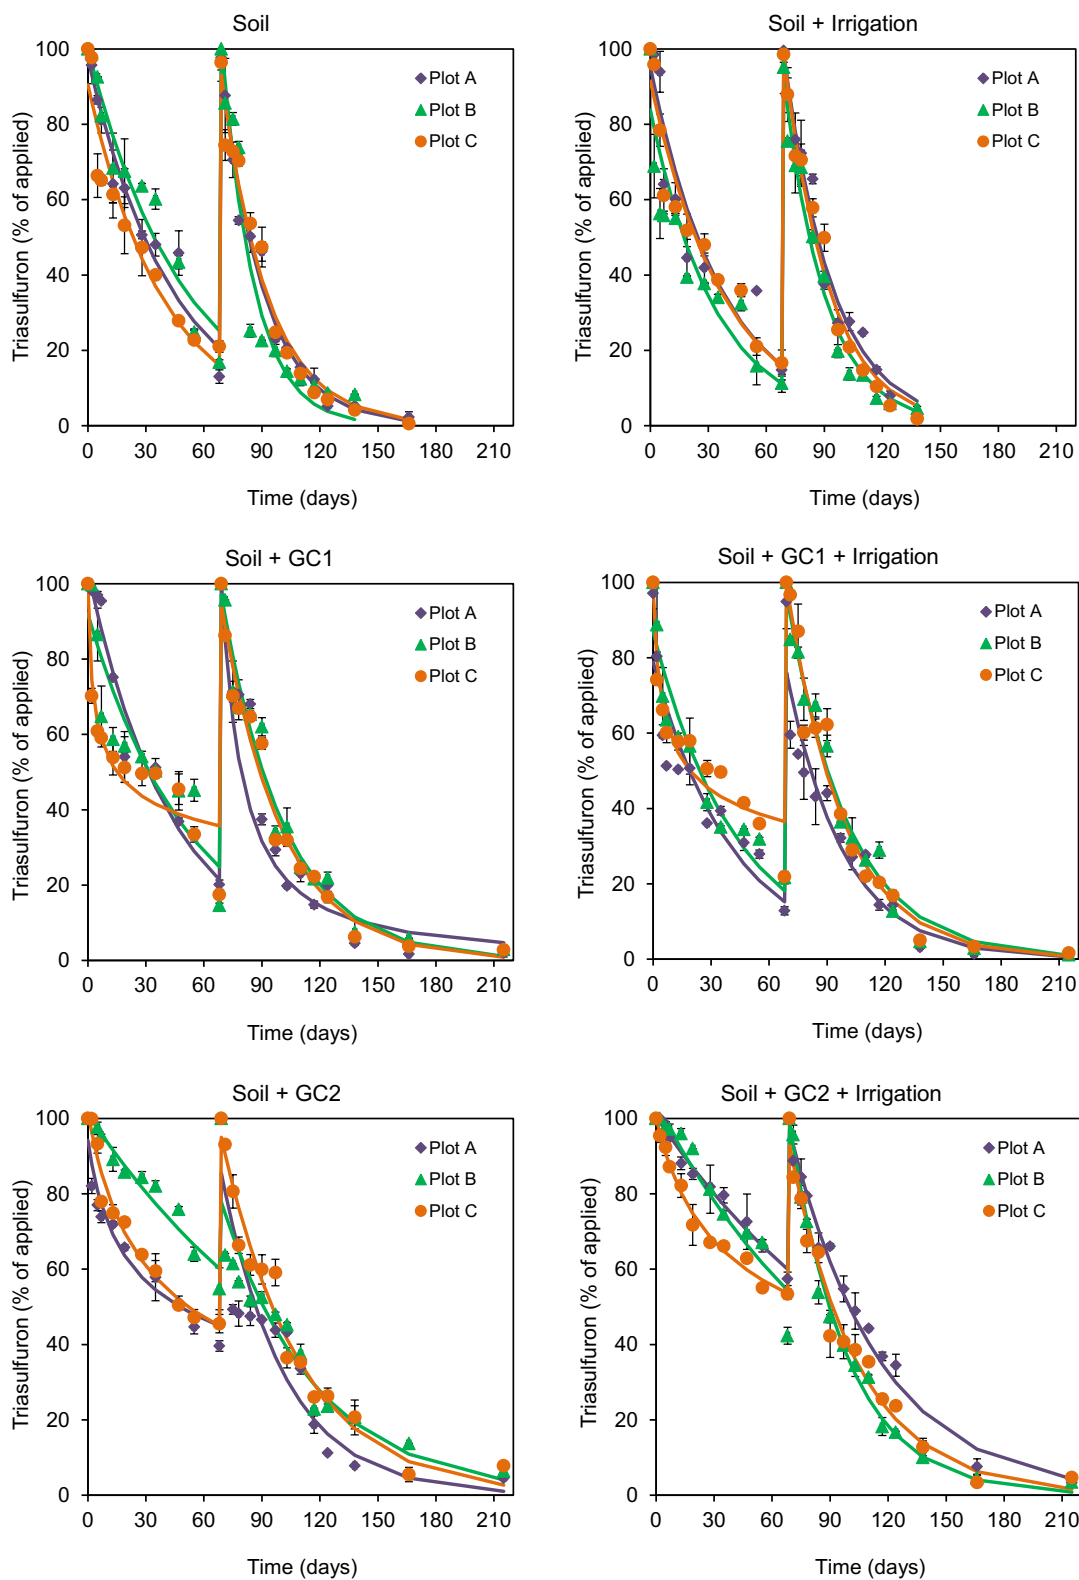 Soil
Triasulfuron (% of applied)
100
80
60
40
20
0
Plot A
Plot B
Plot C
0 30 60 90 120 150 180 210
Time (days)
Soil + Irrigation
Triasulfuron (% of applied)
100
80
60
40
20
0
Plot A
Plot B
Plot C
0 30 60 90 120 150 180 210
Time (days)
Soil + GC1
Triasulfuron (% of applied)
100
80
60
40
20
0
Plot A
Plot B
Plot C
0 30 60 90 120 150 180 210
Time (days)
Soil + GC1 + Irrigation
Triasulfuron (% of applied)
100
80
60
40
20
0
Plot A
Plot B
Plot C
0 30 60 90 120 150 180 210
Time (days)
Soil + GC2
Triasulfuron (% of applied)
100
80
60
40
20
0
Plot A
Plot B
Plot C
0 30 60 90 120 150 180 210
Time (days)
Soil + GC2 + Irrigation
Triasulfuron (% of applied)
100
80
60
40
20
0
Plot A
Plot B
Plot C
0 30 60 90 120 150 180 210
Time (days)